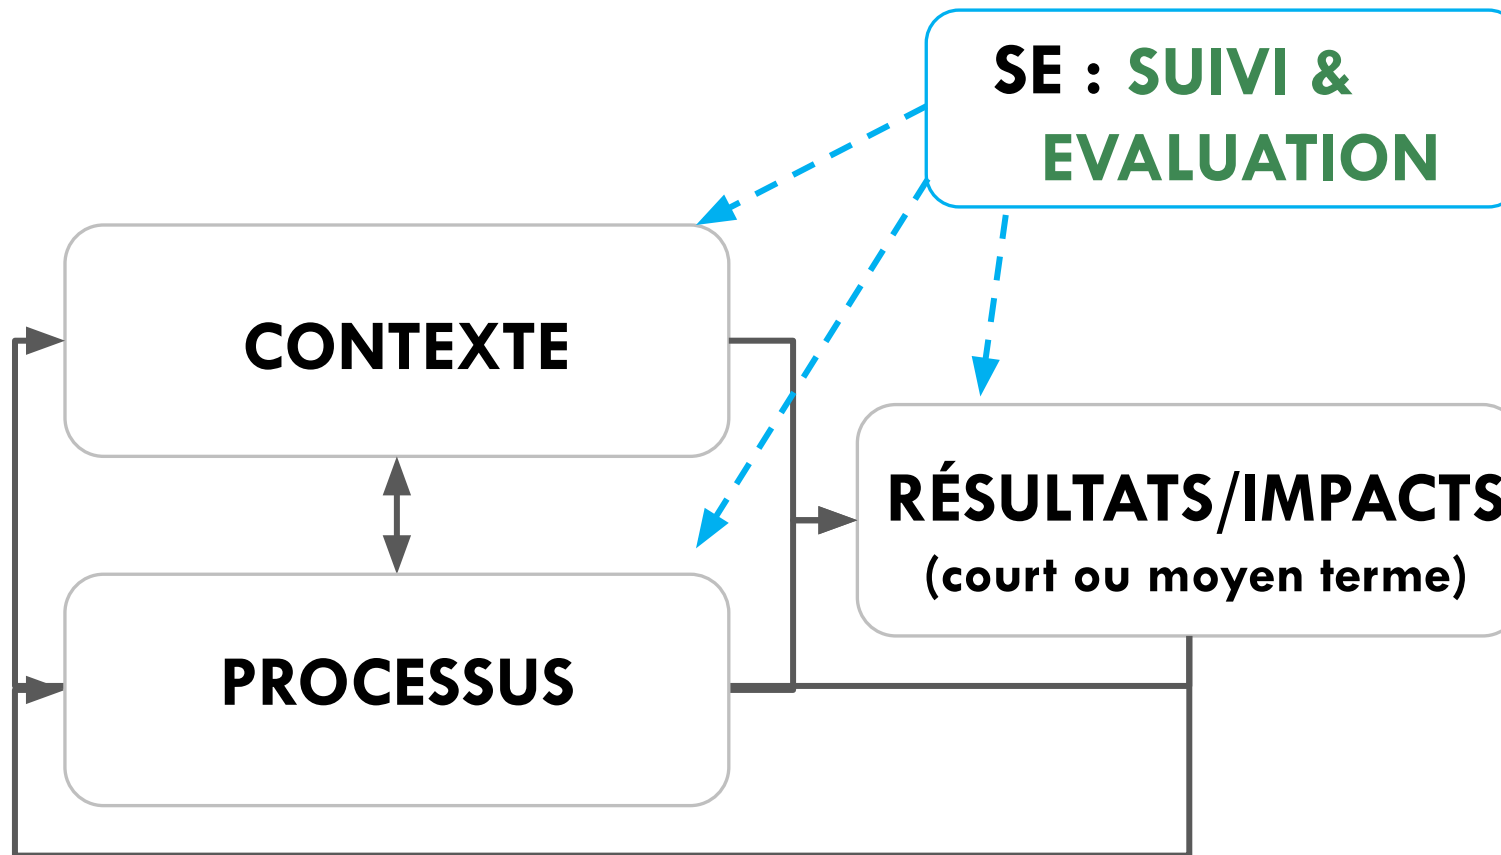 SE : SUIVI &
EVALUATION
CONTEXTE
RÉSULTATS/IMPACTS
(court ou moyen terme)
PROCESSUS